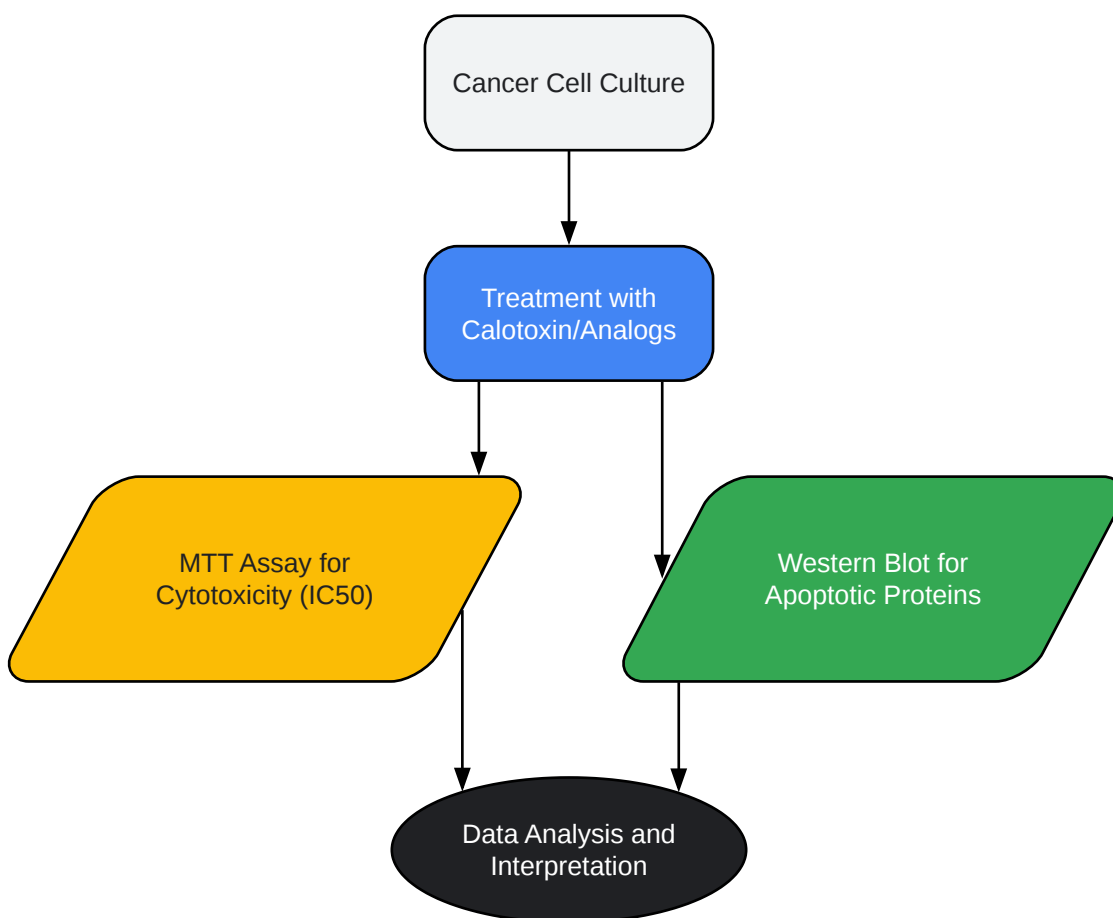 Cancer Cell Culture
Treatment with
Calotoxin/Analogs
MTT Assay for
Cytotoxicity (IC50)
Western Blot for
Apoptotic Proteins
Data Analysis and
Interpretation